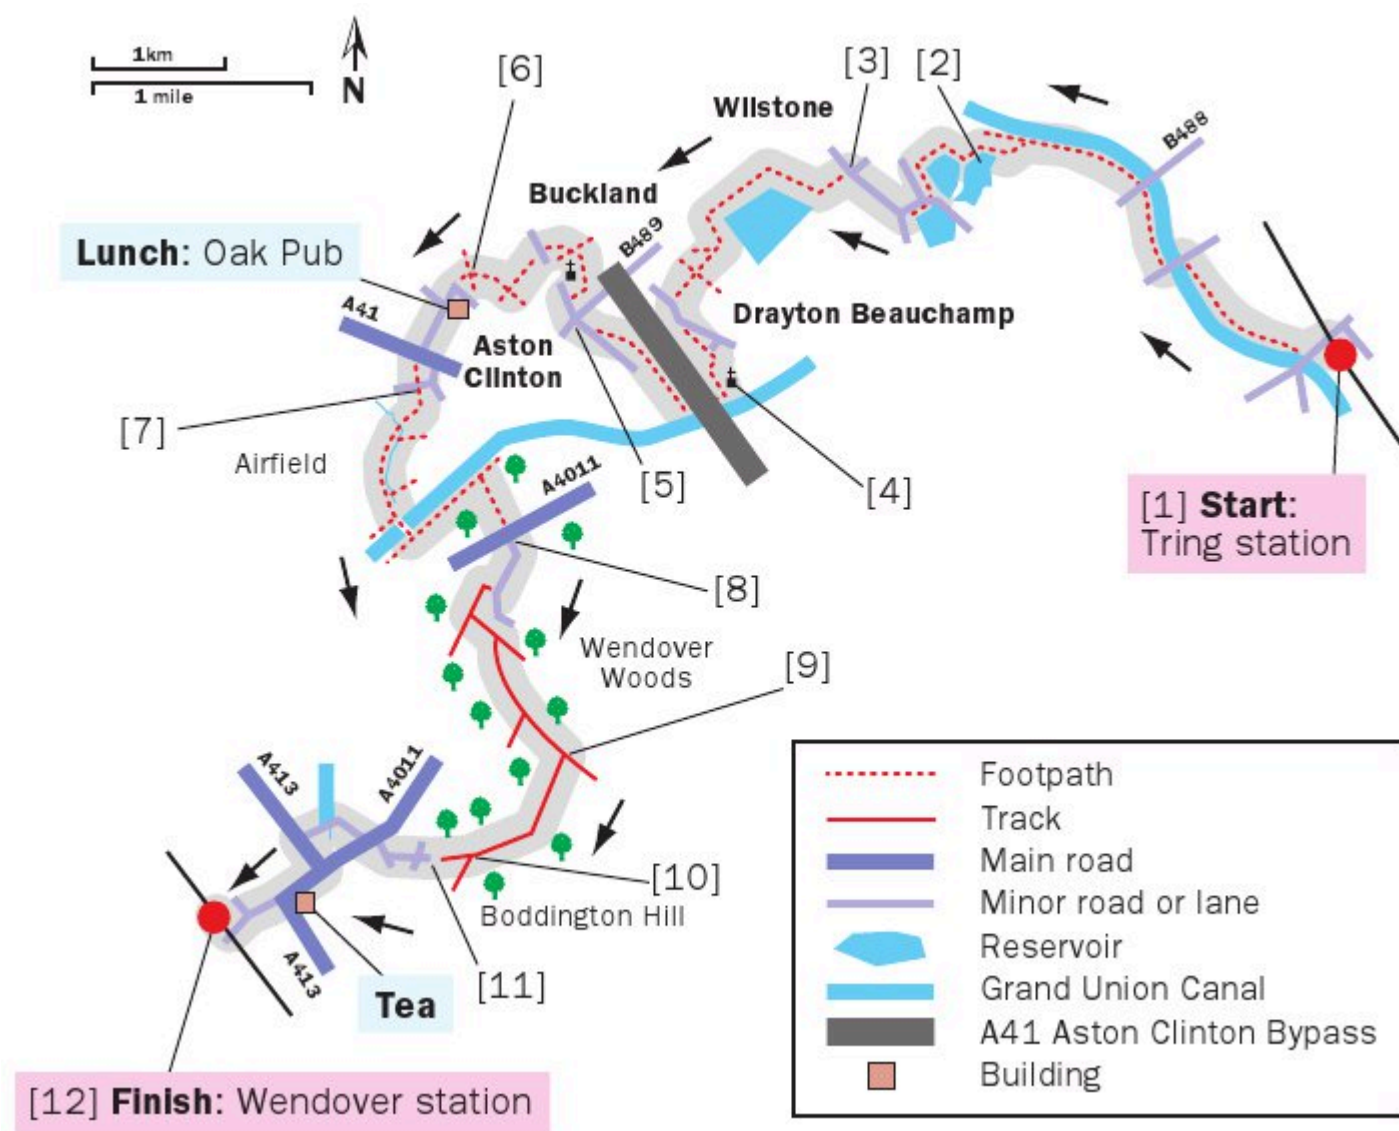 1km
1 mile
N
[6]
[3]
[2]
Wilstone
B488
Buckland
B489
Lunch: Oak Pub
A41
Drayton Beauchamp
Aston
Clinton
[7]
Airfield
A4011
[5]
[4]
[1] Start:
Tring station
[8]
Wendover
Woods
[9]
A413
A4011
[10]
Boddington Hill
A413
[11]
Tea
[12] Finish: Wendover station
Footpath
Track
Main road
Minor road or lane
Reservoir
Grand Union Canal
A41 Aston Clinton Bypass
Building